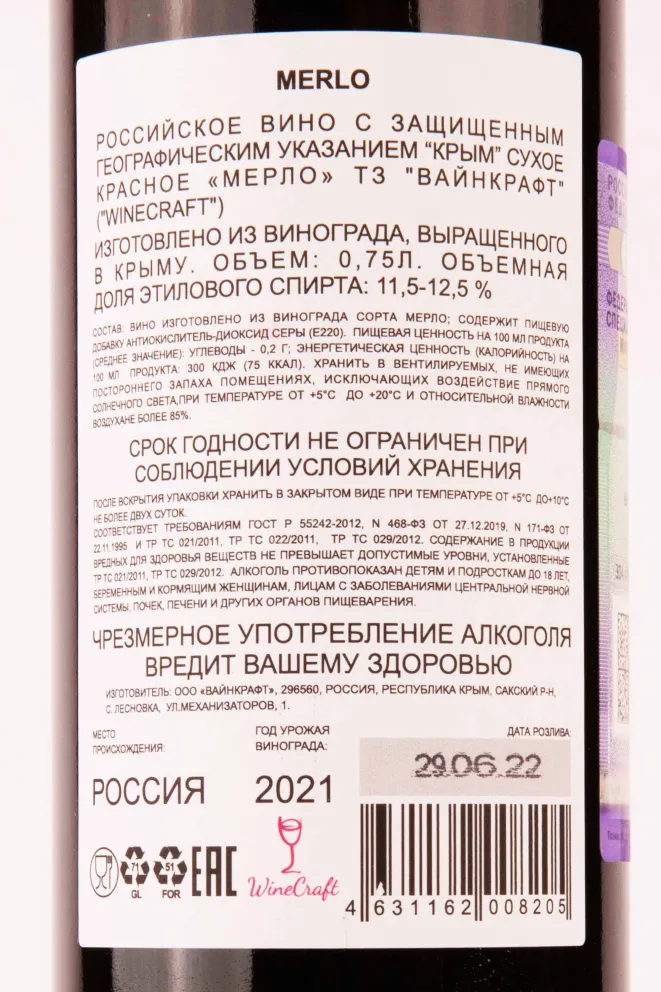 MERLO
РОССИЙСКОЕ ВИНО С ЗАЩИЩЕННЫМ
ГЕОГРАФИЧЕСКИМ УКАЗАНИЕМ “КРЫМ” СУХОЕ
КРАСНОЕ «МЕРЛО» ТЗ "ВАЙНКРАФТ"
("WINECRAFT")
ИЗГОТОВЛЕНО ИЗ ВИНОГРАДА, ВЫРАЩЕННОГО
В КРЫМУ. ОБЪЕМ: 0,75Л. ОБЪЕМНАЯ
ДОЛЯ ЭТИЛОВОГО СПИРТА: 11,5-12,5 %
СОСТАВ: ВИНО ИЗГОТОВЛЕНО ИЗ ВИНОГРАДА СОРТА МЕРЛО; СОДЕРЖИТ ПИЩЕВУЮ
ДОБАВКУ АНТИОКИСЛИТЕЛЬ-ДИОКСИД СЕРЫ (Е220). ПИЩЕВАЯ ЦЕННОСТЬ НА 100 МЛ ПРОДУКТА
(СРЕДНЕЕ ЗНАЧЕНИЕ): УГЛЕВОДЫ - 0,2 Г; ЭНЕРГЕТИЧЕСКАЯ ЦЕННОСТЬ (КАЛОРИЙНОСТЬ) НА
100 МЛ ПРОДУКТА: 300 КДЖ (75 ККАЛ). ХРАНИТЬ В ВЕНТИЛИРУЕМЫХ, НЕ ИМЕЮЩИХ
ПОСТОРОННЕГО ЗАПАХА ПОМЕЩЕНИЯХ, ИСКЛЮЧАЮЩИХ ВОЗДЕЙСТВИЕ ПРЯМОГО
СОЛНЕЧНОГО СВЕТА,ПРИ ТЕМПЕРАТУРЕ ОТ +5°С ДО +20°С И ОТНОСИТЕЛЬНОЙ ВЛАЖНОСТИ
ВОЗДУХАНЕ БОЛЕЕ 85%.
СРОК ГОДНОСТИ НЕ ОГРАНИЧЕН ПРИ
СОБЛЮДЕНИИ УСЛОВИЙ ХРАНЕНИЯ
ПОСЛЕ ВСКРЫТИЯ УПАКОВКИ ХРАНИТЬ В ЗАКРЫТОМ ВИДЕ ПРИ ТЕМПЕРАТУРЕ ОТ +5°С ДО+10°С
НЕ БОЛЕЕ ДВУХ СУТОК.
СООТВЕТСТВУЕТ ТРЕБОВАНИЯМ ГОСТ Р 55242-2012, N 468-ФЗ ОТ 27.12.2019, N 171-ФЗ ОТ
22.11.1995 И ТР ТС 021/2011, ТР ТС 022/2011, ТР ТС 029/2012. СОДЕРЖАНИЕ В ПРОДУКЦИИ
ВРЕДНЫХ ДЛЯ ЗДОРОВЬЯ ВЕЩЕСТВ НЕ ПРЕВЫШАЕТ ДОПУСТИМЫЕ УРОВНИ, УСТАНОВЛЕННЫЕ
ТР ТС 021/2011, ТР ТС 029/2012. АЛКОГОЛЬ ПРОТИВОПОКАЗАН ДЕТЯМ И ПОДРОСТКАМ ДО 18 ЛЕТ,
БЕРЕМЕННЫМ И КОРМЯЩИМ ЖЕНЩИНАМ, ЛИЦАМ С ЗАБОЛЕВАНИЯМИ ЦЕНТРАЛЬНОЙ НЕРВНОЙ
СИСТЕМЫ, ПОЧЕК, ПЕЧЕНИ И ДРУГИХ ОРГАНОВ ПИЩЕВАРЕНИЯ.
ЧРЕЗМЕРНОЕ УПОТРЕБЛЕНИЕ АЛКОГОЛЯ
ВРЕДИТ ВАШЕМУ ЗДОРОВЬЮ
ИЗГОТОВИТЕЛЬ: ООО «ВАЙНКРАФТ», 296560, РОССИЯ, РЕСПУБЛИКА КРЫМ, САКСКИЙ Р-Н,
С. ЛЕСНОВКА, УЛ.МЕХАНИЗАТОРОВ, 1.
МЕСТО
ПРОИСХОЖДЕНИЯ:
РОССИЯ
ГОД УРОЖАЯ
ВИНОГРАДА:
2021
ДАТА РОЗЛИВА:
29.06.22
71
GL
51
FOR
EAC
WineCraft
4 631162 008205